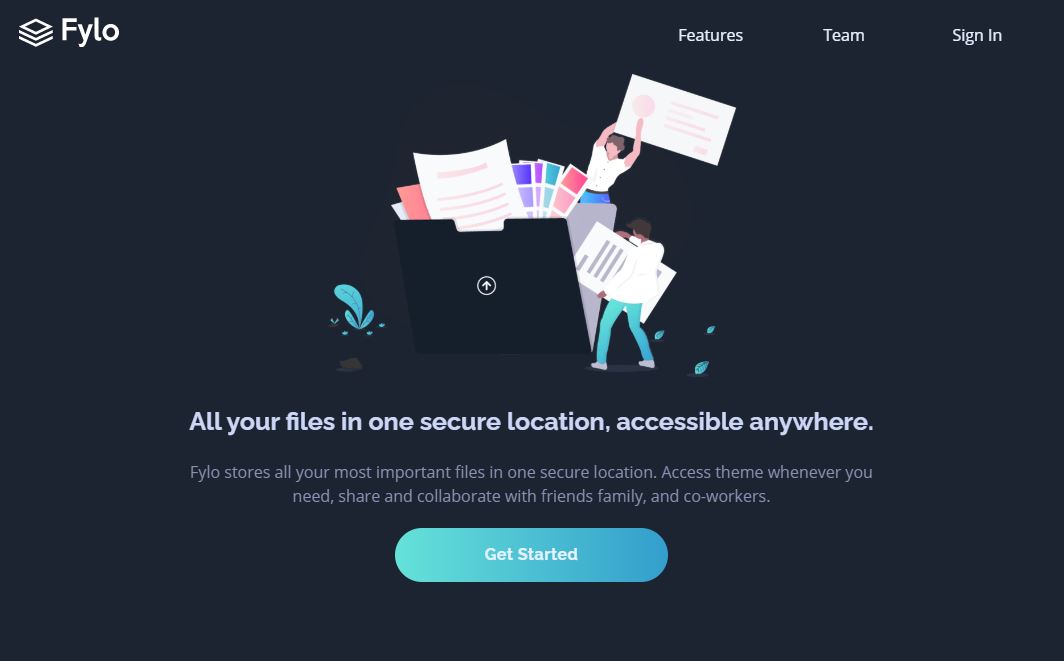 Fylo
Features
Team
Sign In
All your files in one secure location, accessible anywhere.
Fylo stores all your most important files in one secure location. Access theme whenever you
need, share and collaborate with friends family, and co-workers.
Get Started